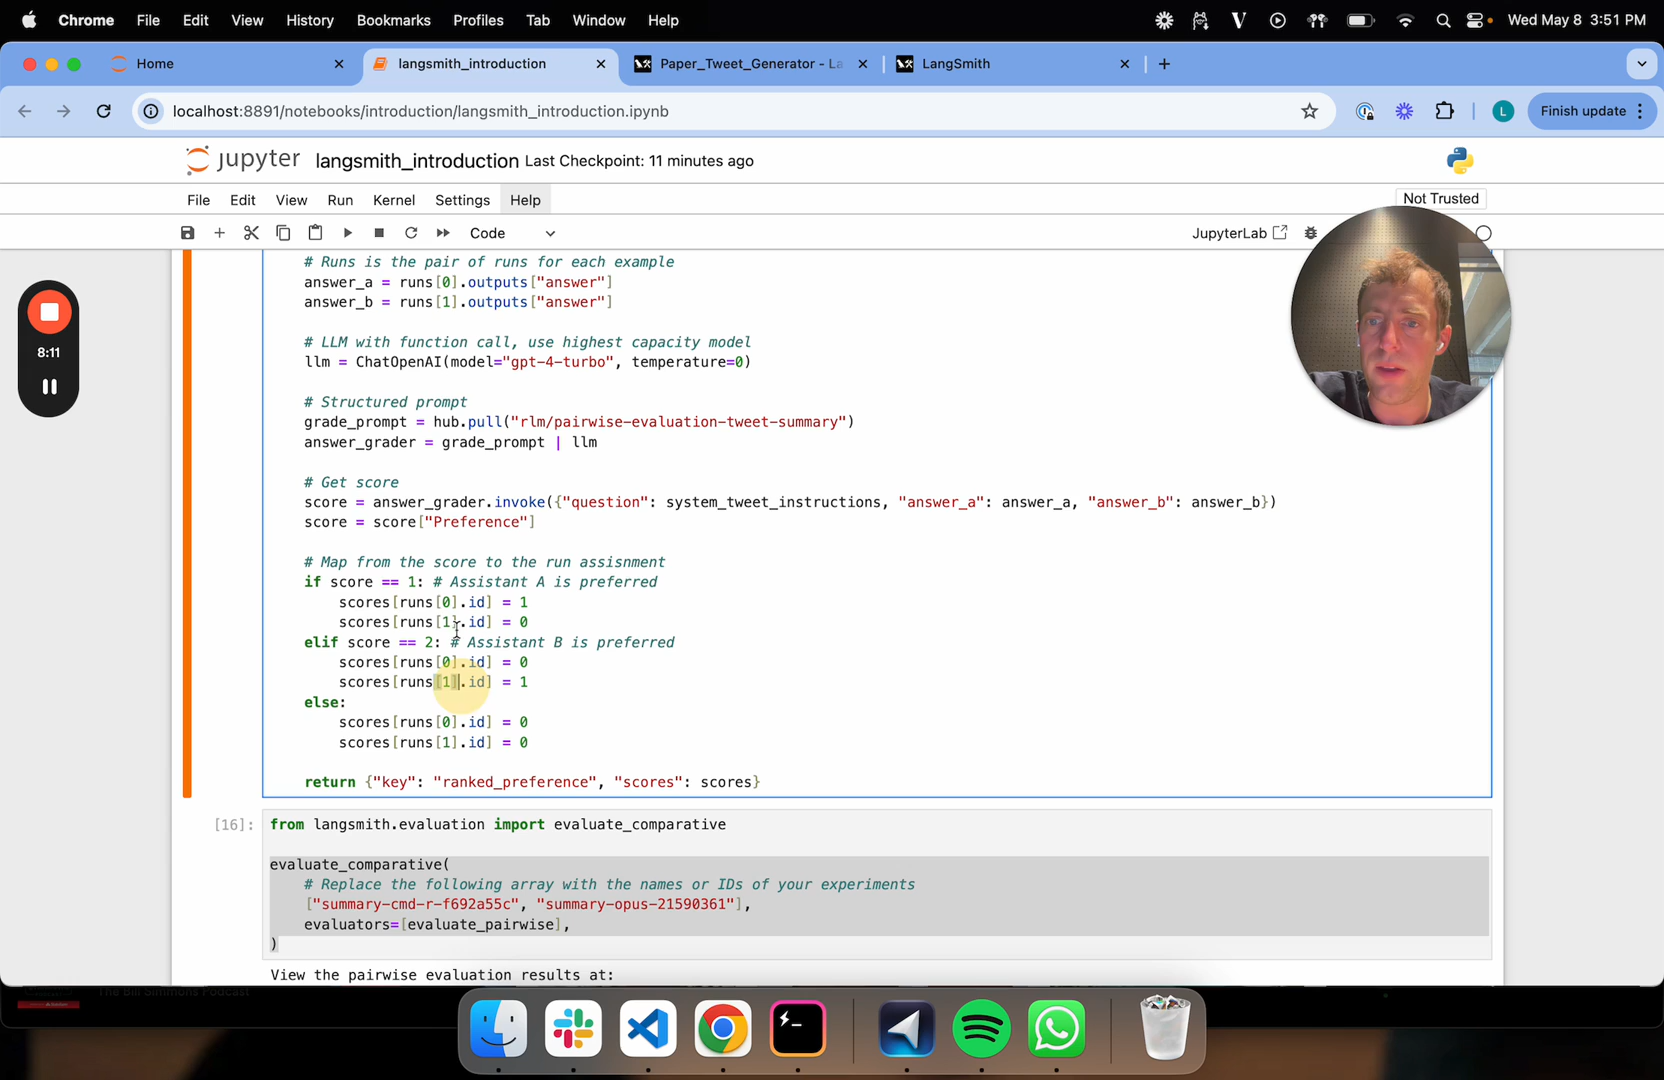 Chrome File Edit View History Bookmarks Profiles Tab Window Help Wed May 8 3:51 PM
Home langsmith_introduction Paper_Tweet_Generator - La LangSmith
localhost:8891/notebooks/introduction/langsmith_introduction.ipynb L Finish update
jupyter langsmith_introduction Last Checkpoint: 11 minutes ago
File Edit View Run Kernel Settings Help Not Trusted
Code JupyterLab
# Runs is the pair of runs for each example
answer_a = runs[0].outputs["answer"]
answer_b = runs[1].outputs["answer"]
# LLM with function call, use highest capacity model
llm = ChatOpenAI(model="gpt-4-turbo", temperature=0)
8:11
# Structured prompt
grade_prompt = hub.pull("rlm/pairwise-evaluation-tweet-summary")
answer_grader = grade_prompt | llm
# Get score
score = answer_grader.invoke({"question": system_tweet_instructions, "answer_a": answer_a, "answer_b": answer_b})
score = score["Preference"]
# Map from the score to the run assisnment
if score == 1: # Assistant A is preferred
scores[runs[0].id] = 1
scores[runs[1].id] = 0
elif score == 2: # Assistant B is preferred
scores[runs[0].id] = 0
scores[runs[1].id] = 1
else:
scores[runs[0].id] = 0
scores[runs[1].id] = 0
return {"key": "ranked_preference", "scores": scores}
[16]: from langsmith.evaluation import evaluate_comparative
evaluate_comparative(
# Replace the following array with the names or IDs of your experiments
["summary-cmd-r-f692a55c", "summary-opus-21590361"],
evaluators=[evaluate_pairwise],
)
View the pairwise evaluation results at:
The Bill Simmons Podcast